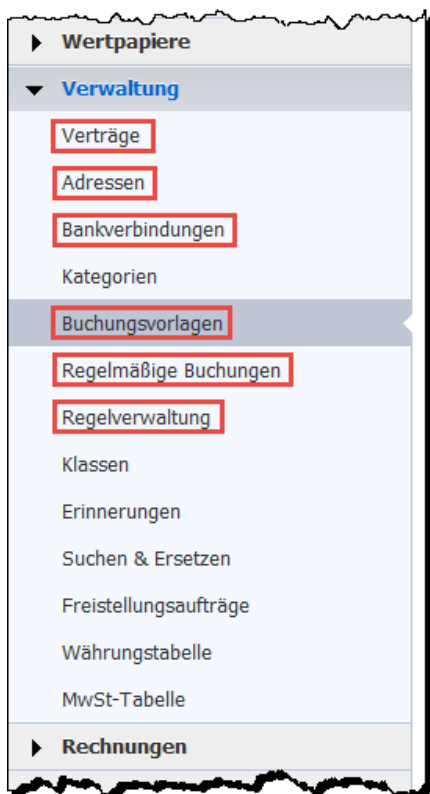 Wertpapiere
Verwaltung
Verträge
Adressen
Bankverbindungen
Kategorien
Buchungsvorlagen
Regelmäßige Buchungen
Regelverwaltung
Klassen
Erinnerungen
Suchen & Ersetzen
Freistellungsaufträge
Währungstabelle
MwSt-Tabelle
Rechnungen